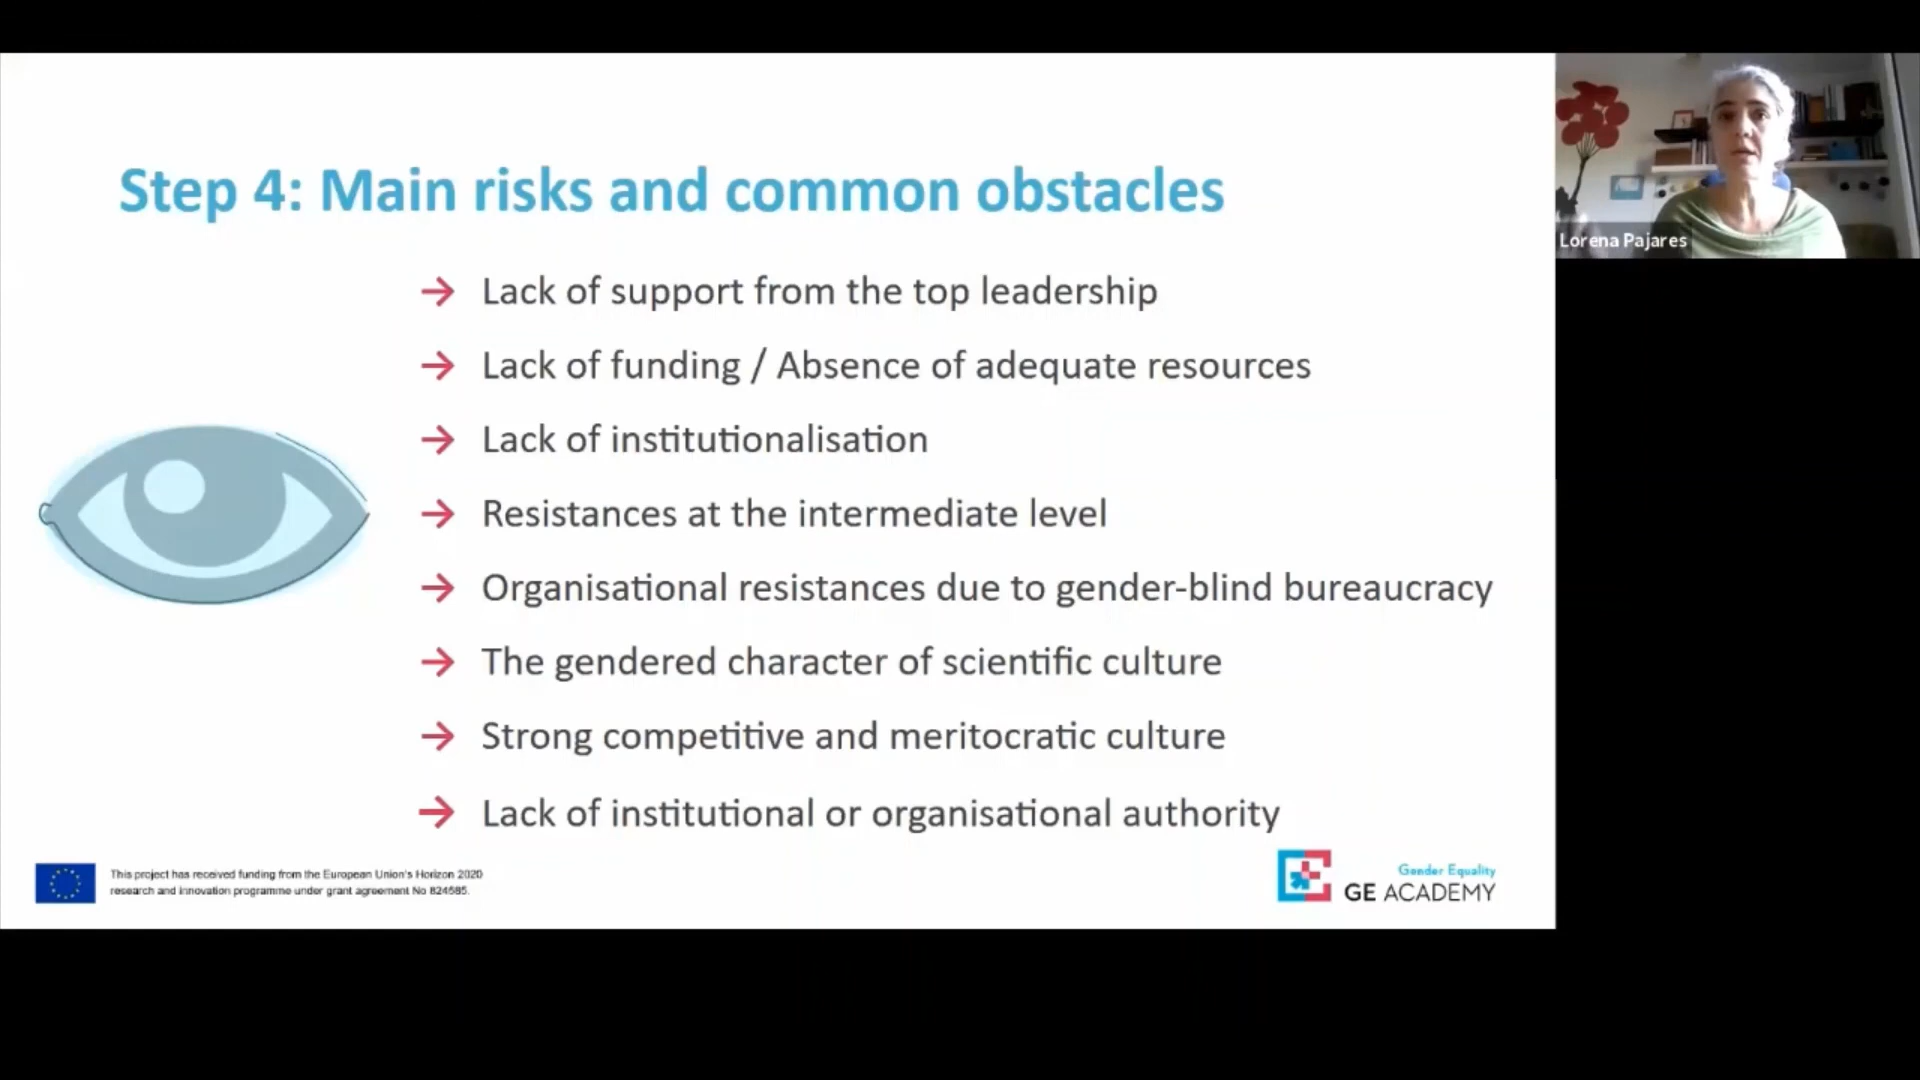 Step 4: Main risks and common obstacles
Lorena Pajares
→ Lack of support from the top leadership
→ Lack of funding / Absence of adequate resources
→ Lack of institutionalisation
→ Resistances at the intermediate level
→ Organisational resistances due to gender-blind bureaucracy
→ The gendered character of scientific culture
→ Strong competitive and meritocratic culture
→ Lack of institutional or organisational authority
This project has received funding from the European Union's Horizon 2020
research and innovation programme under grant agreement No 824585.
Gender Equality
GE ACADEMY